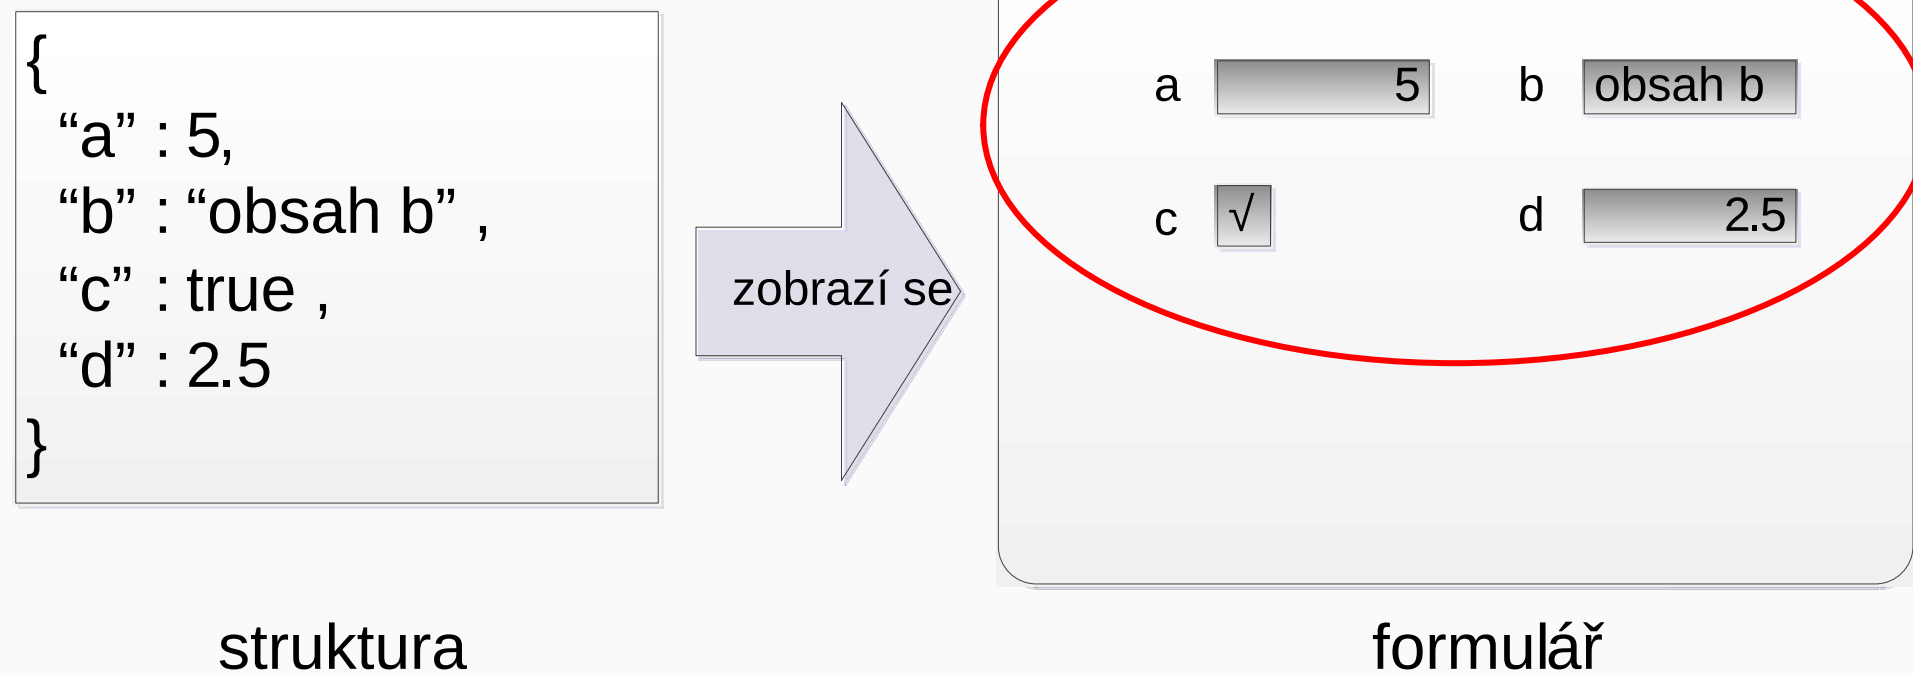 {
“a” : 5,
“b” : “obsah b” ,
“c” : true ,
“d” : 2.5
}
zobrazí se
a 5 b obsah b
c √ d 2.5
struktura
formulář